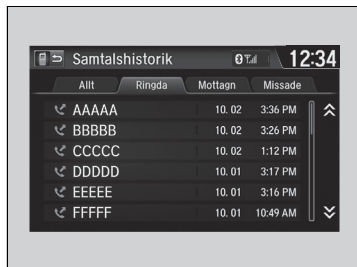 Samtalshistorik 12:34
Allt Ringda Mottagn Missade
AAAAA 10. 02 3:36 PM
BBBBB 10. 02 3:26 PM
CCCCC 10. 02 1:12 PM
DDDDD 10. 01 3:17 PM
EEEEE 10. 01 3:16 PM
FFFFF 10. 01 10:49 AM